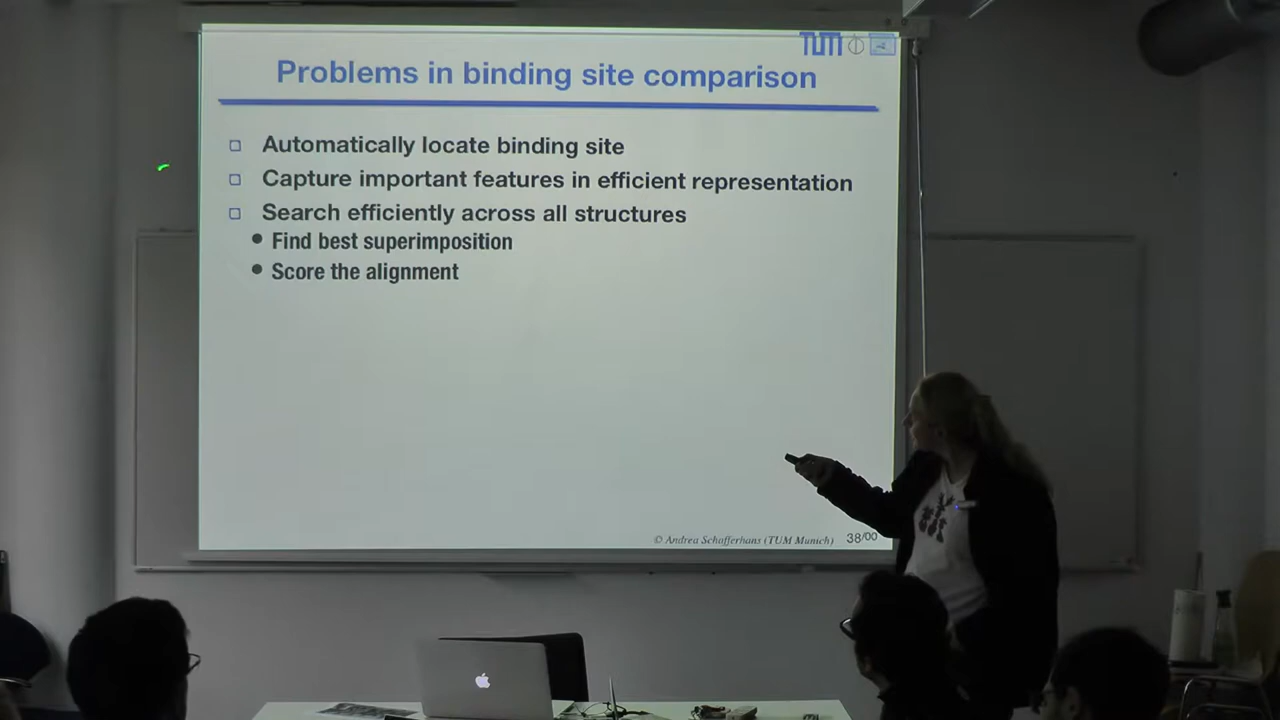 TUM
Problems in binding site comparison
Automatically locate binding site
Capture important features in efficient representation
Search efficiently across all structures
Find best superimposition
Score the alignment
© Andrea Schafferhans (TUM Munich) 38/00